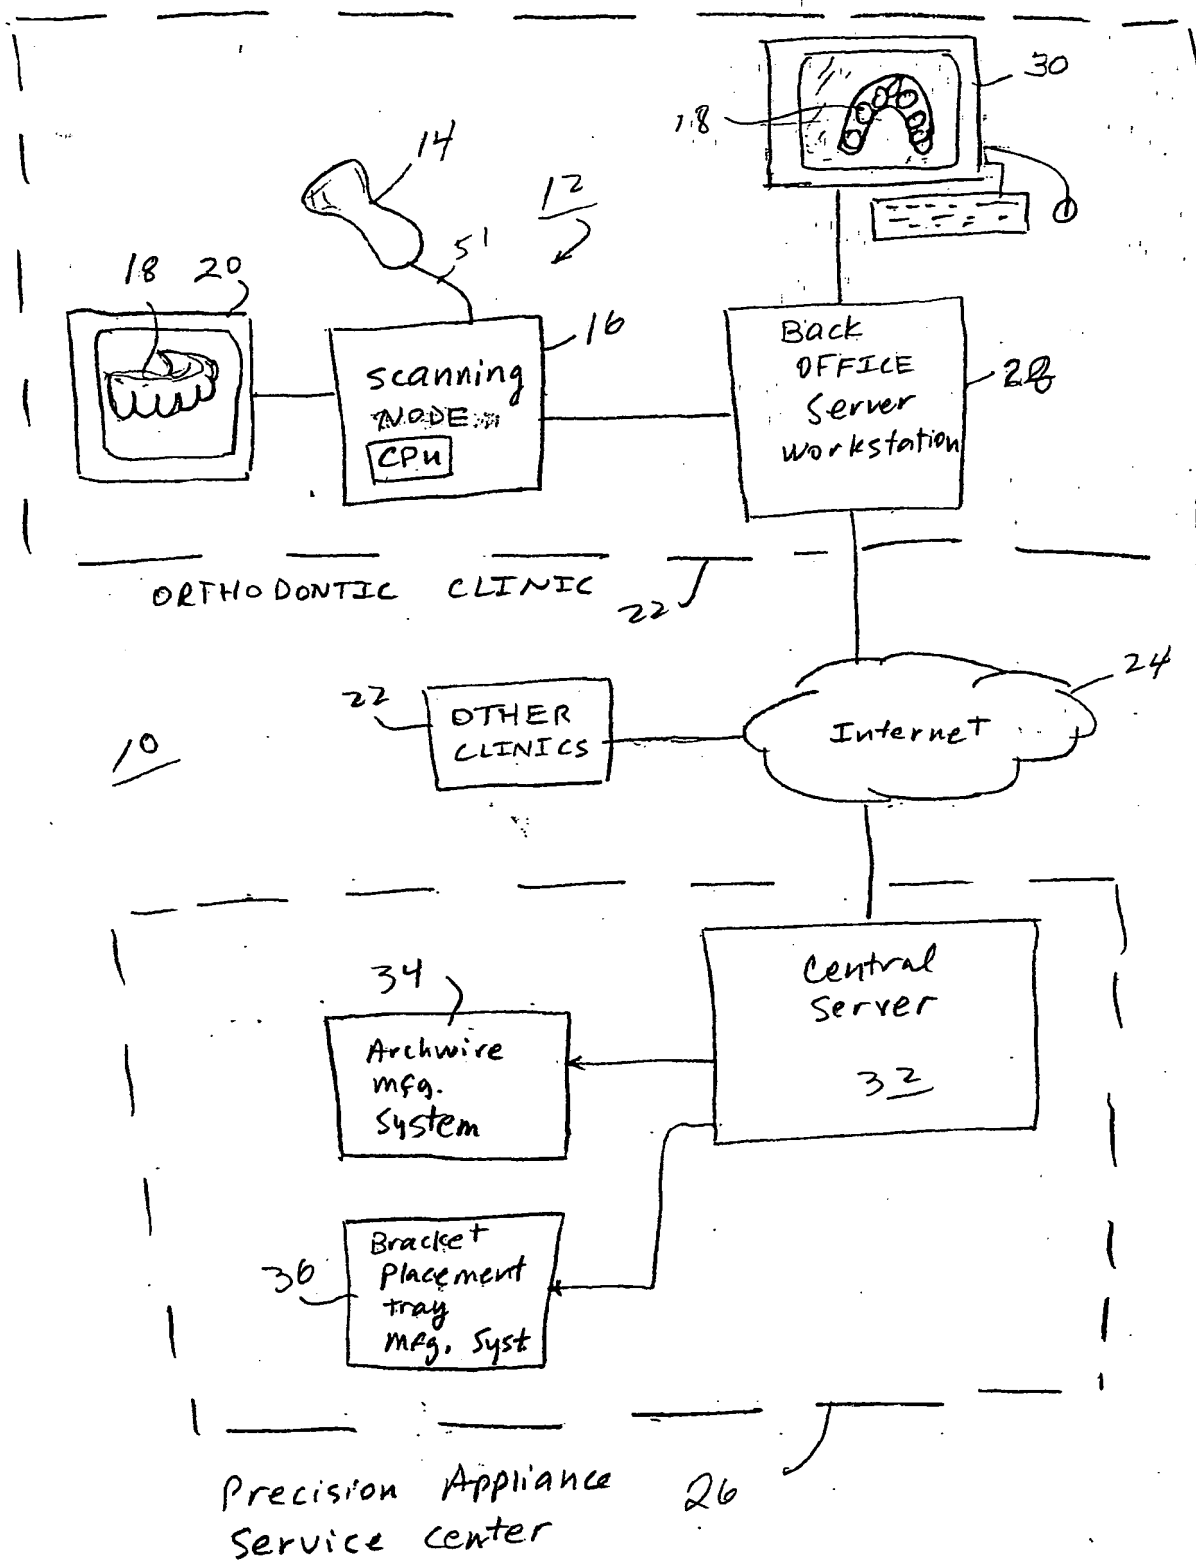 30
18
14
12
51
18
20
16
Scanning
NODE
CPU
Back
OFFICE
Server
Workstation
28
ORTHODONTIC CLINIC
22
24
22
OTHER
CLINICS
Internet
10
34
Central
Server
32
Archwire
mfg.
System
36
Bracket
Placement
tray
mfg. Syst
Precision Appliance
Service center
26